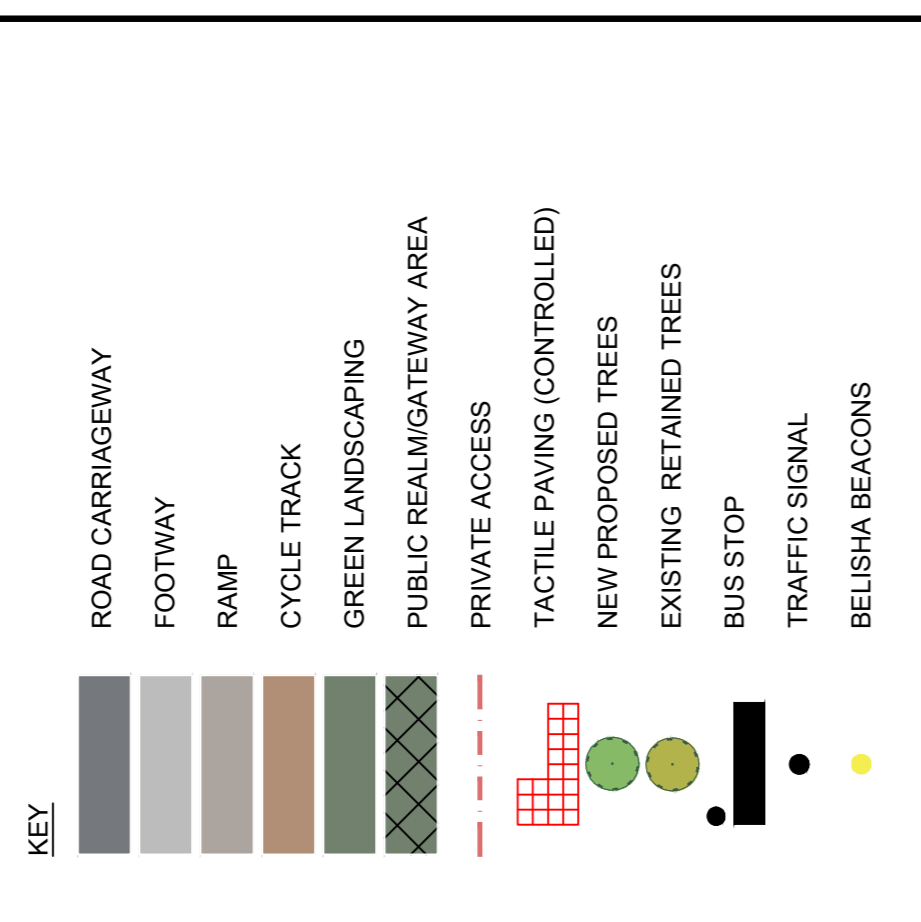 KEY
ROAD CARRIAGEWAY
FOOTWAY
RAMP
CYCLE TRACK
GREEN LANDSCAPING
PUBLIC REALM/GATEWAY AREA
PRIVATE ACCESS
TACTILE PAVING (CONTROLLED)
NEW PROPOSED TREES
EXISTING  RETAINED TREES
BUS STOP
TRAFFIC SIGNAL
BELISHA BEACONS